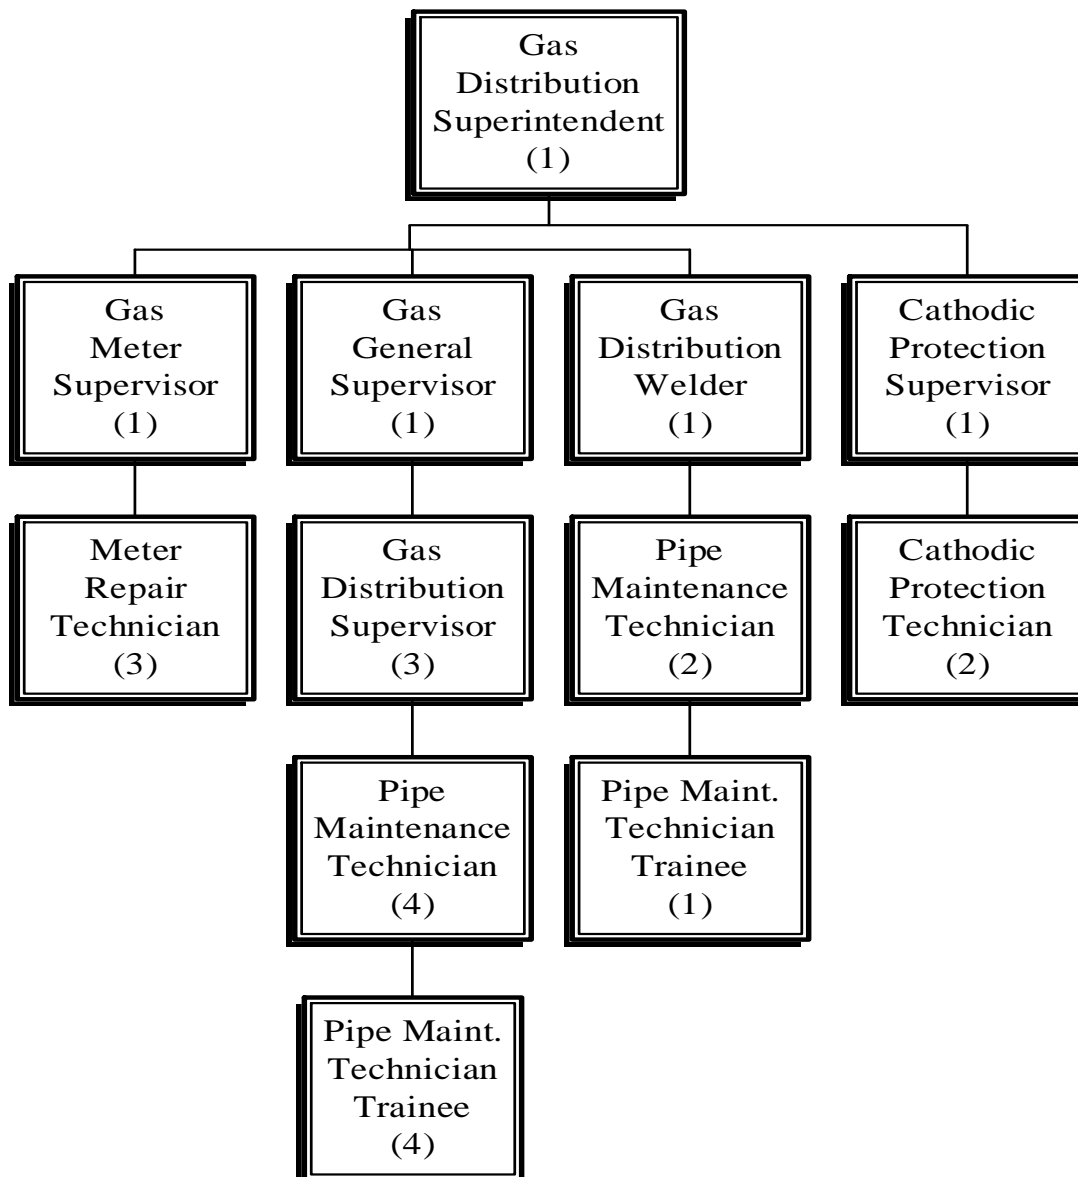 Gas
Distribution
Superintendent
(1)
Gas
Meter
Supervisor
(1)
Gas
General
Supervisor
(1)
Gas
Distribution
Welder
(1)
Cathodic
Protection
Supervisor
(1)
Meter
Repair
Technician
(3)
Gas
Distribution
Supervisor
(3)
Pipe
Maintenance
Technician
(2)
Cathodic
Protection
Technician
(2)
Pipe
Maintenance
Technician
(4)
Pipe Maint.
Technician
Trainee
(1)
Pipe Maint.
Technician
Trainee
(4)